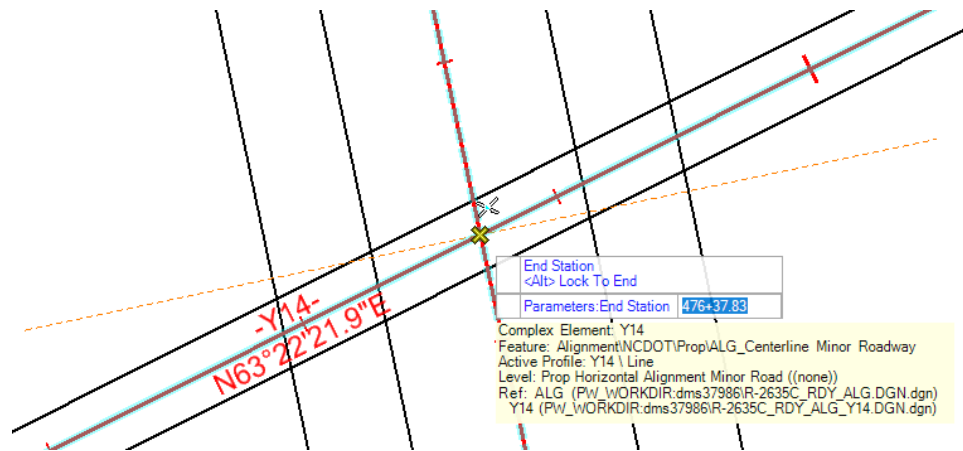 -Y14-
N63°22'21.9"E
End Station
<Alt> Lock To End
Parameters:End Station 476+37.83
Complex Element: Y14
Feature: Alignment\NCDOT\Prop\ALG_Centerline Minor Roadway
Active Profile: Y14 \ Line
Level: Prop Horizontal Alignment Minor Road ((none))
Ref: ALG (PW_WORKDIR:dms37986\R-2635C_RDY_ALG.DGN.dgn)
Y14 (PW_WORKDIR:dms37986\R-2635C_RDY_ALG_Y14.DGN.dgn)